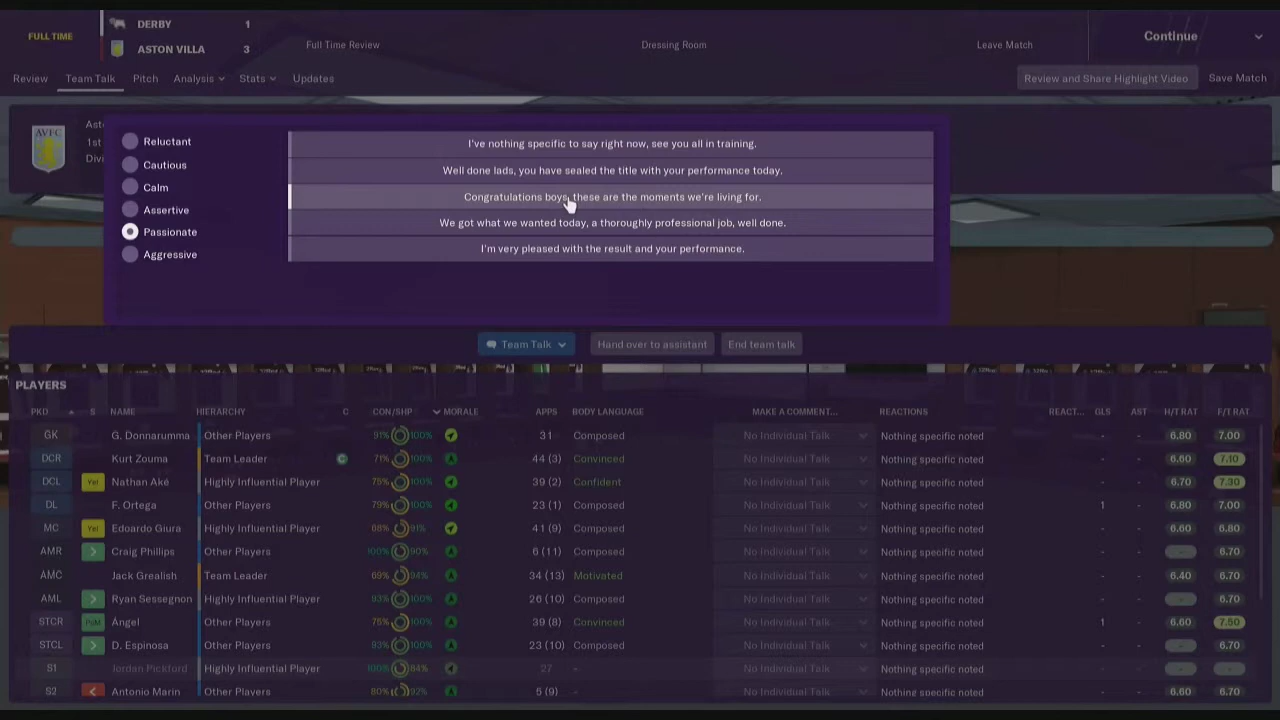 FULL TIME
DERBY 1
ASTON VILLA 3
Full Time Review
Dressing Room
Leave Match
Continue
Review Team Talk Pitch Analysis Stats Updates
Review and Share Highlight Video Save Match
AVFC
Ast
1st
Divi
Reluctant
Cautious
Calm
Assertive
Passionate
Aggressive
I've nothing specific to say right now, see you all in training.
Well done lads, you have sealed the title with your performance today.
Congratulations boys, these are the moments we're living for.
We got what we wanted today, a thoroughly professional job, well done.
I'm very pleased with the result and your performance.
Team Talk Hand over to assistant End team talk
PLAYERS
PKD S NAME HIERARCHY C CON/SHP MORALE APPS BODY LANGUAGE MAKE A COMMENT... REACTIONS REACT... GLS AST H/T RAT F/T RAT
GK G. Donnarumma Other Players 91% 100% 31 Composed No Individual Talk Nothing specific noted - - 6.80 7.00
DCR Kurt Zouma Team Leader C 71% 100% 44 (3) Convinced No Individual Talk Nothing specific noted - - 6.60 7.10
DCL Yel Nathan Aké Highly Influential Player 75% 100% 39 (2) Confident No Individual Talk Nothing specific noted - - 6.70 7.30
DL F. Ortega Other Players 79% 100% 23 (1) Composed No Individual Talk Nothing specific noted 1 - 6.80 7.00
MC Yel Edoardo Giura Highly Influential Player 68% 91% 41 (9) Composed No Individual Talk Nothing specific noted - - 6.60 6.80
AMR Craig Phillips Other Players 100% 90% 6 (11) Composed No Individual Talk Nothing specific noted - - - 6.70
AMC Jack Grealish Team Leader 69% 94% 34 (13) Motivated No Individual Talk Nothing specific noted - - 6.40 6.70
AML Ryan Sessegnon Highly Influential Player 93% 100% 26 (10) Composed No Individual Talk Nothing specific noted - - - 6.70
STCR PoM Ángel Other Players 75% 100% 39 (8) Convinced No Individual Talk Nothing specific noted 1 - 6.60 7.50
STCL D. Espinosa Other Players 93% 100% 23 (10) Composed No Individual Talk Nothing specific noted - - - 6.70
S1 Jordan Pickford Highly Influential Player 100% 84% 27 - No Individual Talk Nothing specific noted - - - -
S2 Antonio Marin Other Players 80% 92% 5 (9) No Individual Talk Nothing specific noted - - 6.60 6.70